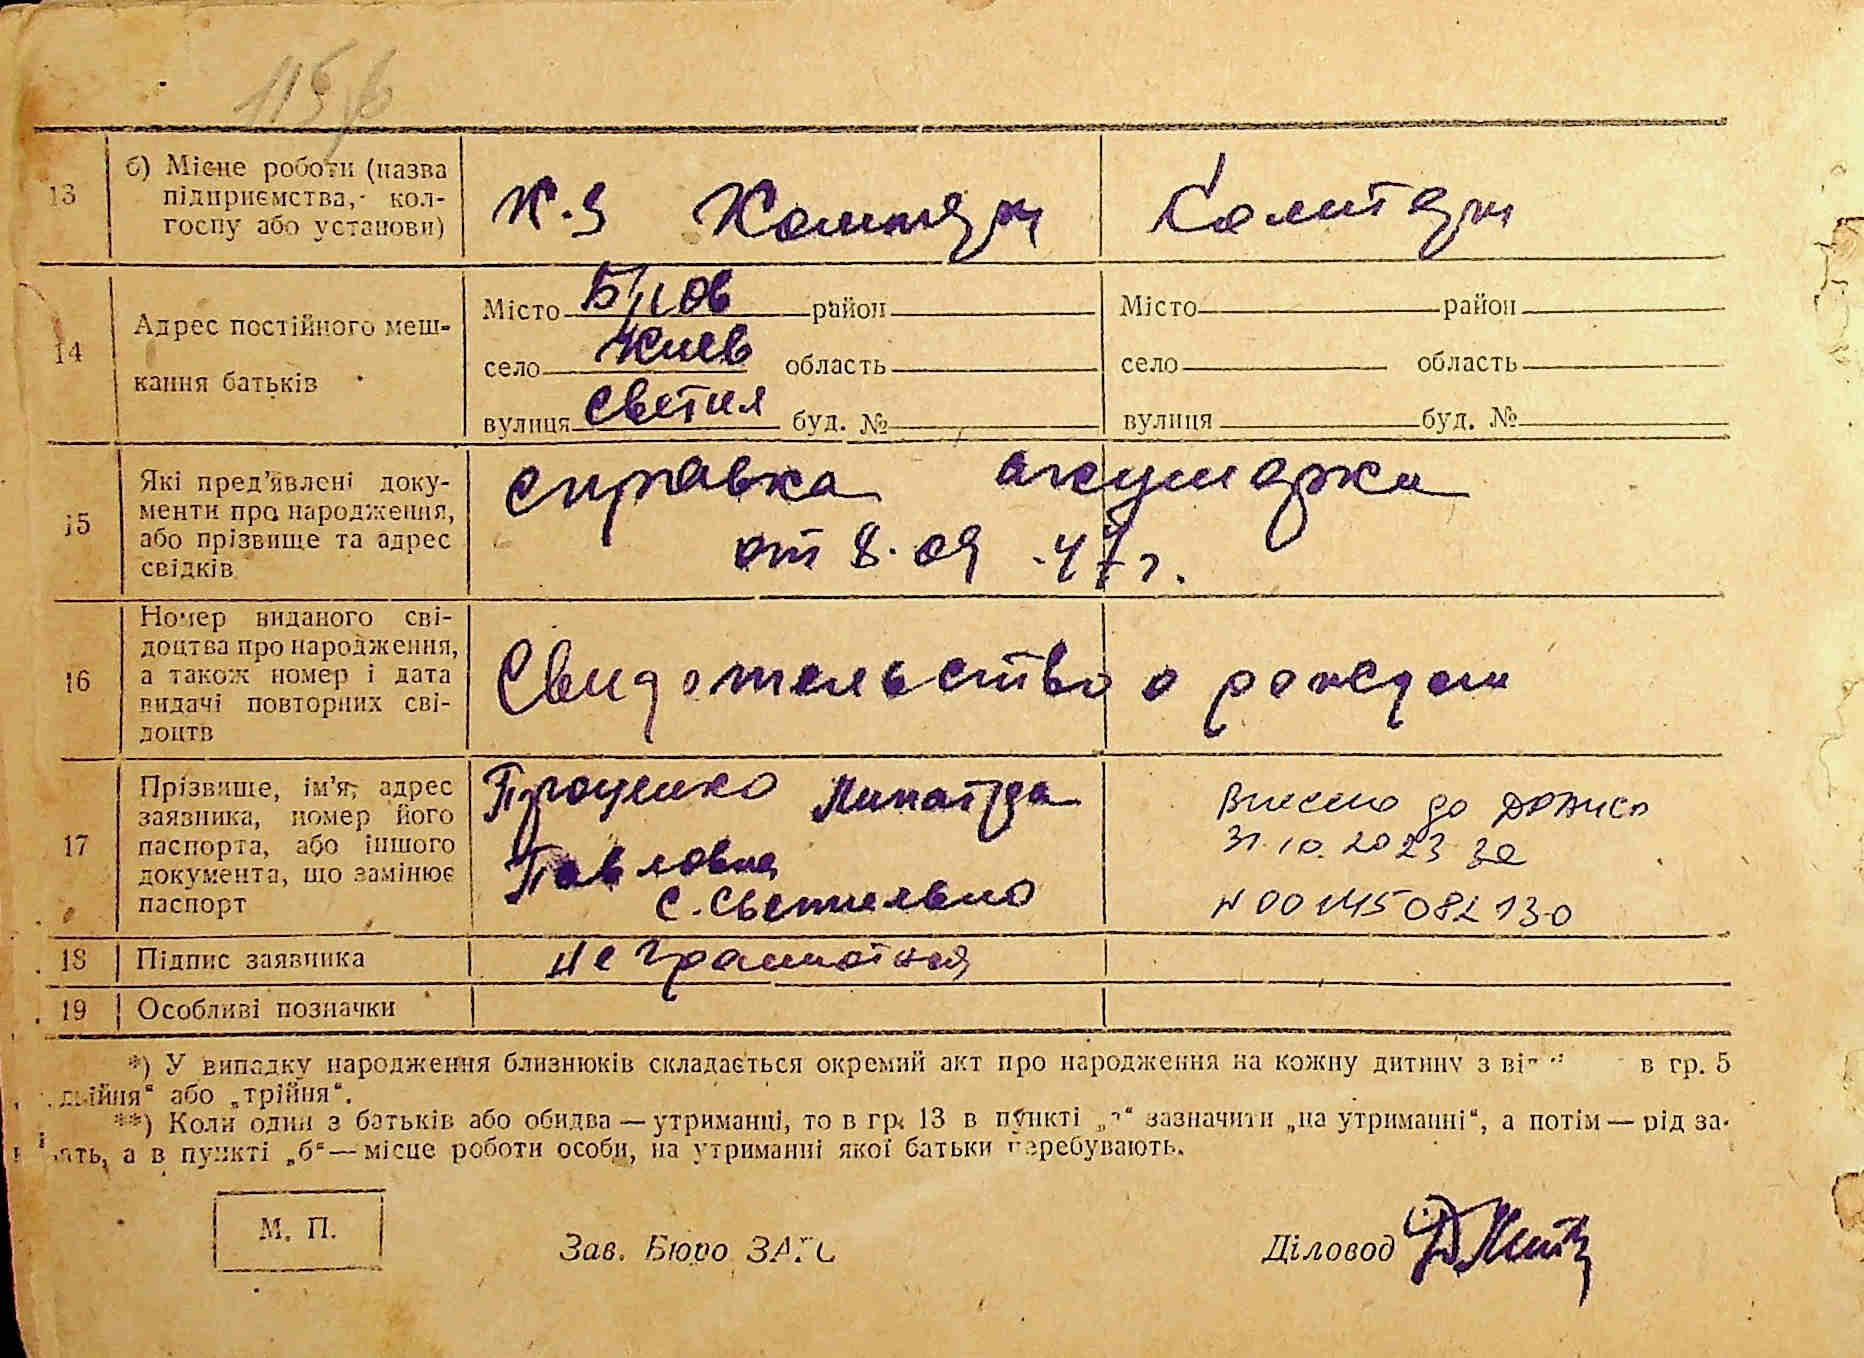 115
13 б) Місце роботи (назва
підприємства, кол-
госпу або установи)
К.З Коминтерн Коминтерн
14 Адрес постійного меш-
кання батьків
Місто район Місто район
село Киев область село область
вулиця буд. № вулиця буд. №
15 Які пред'явлені доку-
менти про народження,
або прізвище та адрес
свідків
справка акушерки
от 8.09.47 г.
16 Номер виданого сві-
доцтва про народження,
а також номер і дата
видачі повторних сві-
доцтв
Свидетельство о
17 Прізвище, ім'я, адрес
заявника, номер його
паспорта, або іншого
документа, що замінює
паспорт
Проценко
Павловна
с. Светильно
Внесено до ДРАЦС
31.10.2023 за
N 00145082130
18 Підпис заявника не грамотная
19 Особливі позначки
*) У випадку народження близнюків складається окремий акт про народження на кожну дитину з в гр. 5
„двійня“ або „трійня“.
**) Коли один з батьків або обидва — утриманці, то в гр. 13 в пункті „а“ зазначити „на утриманні“, а потім — рід за-
нять, а в пункті „б“ — місце роботи особи, на утриманні якої батьки перебувають.
М. П.
Зав. Бюро ЗАГС Діловод